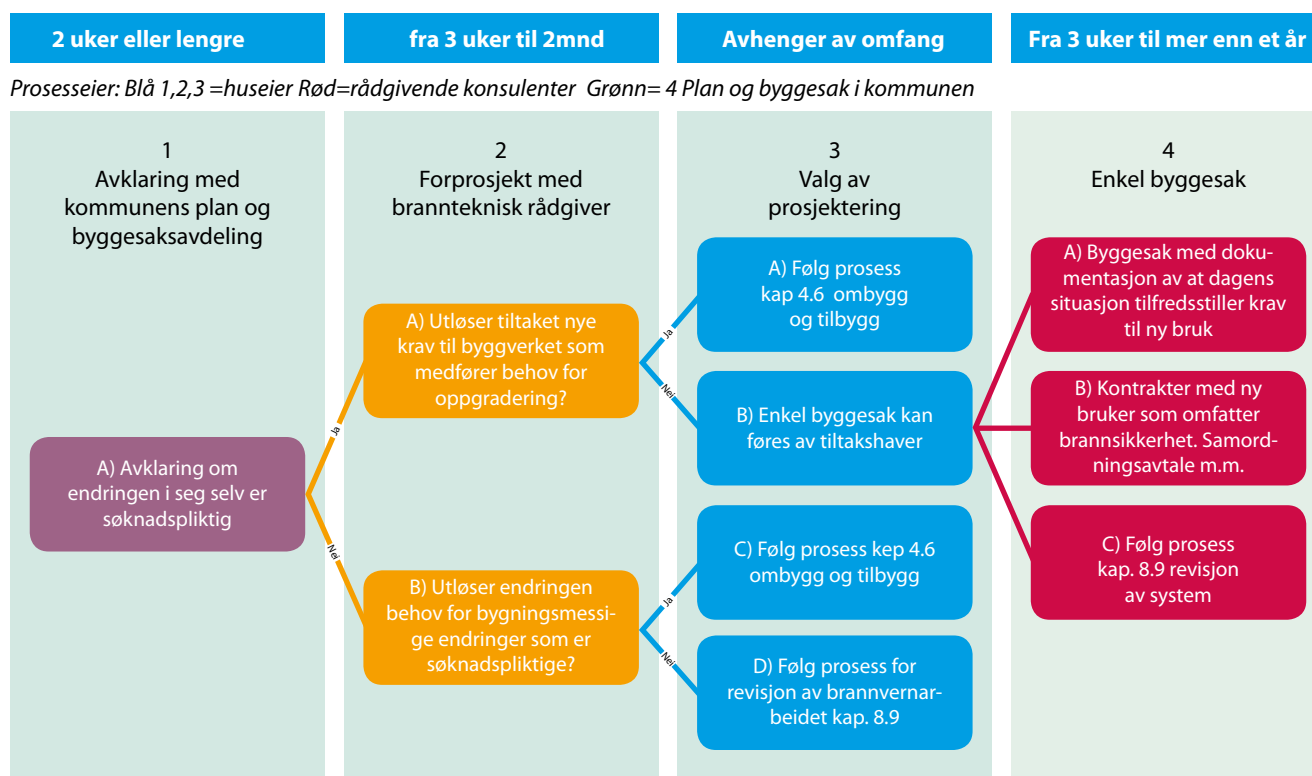 2 uker eller lengre
fra 3 uker til 2mnd
Avhenger av omfang
Fra 3 uker til mer enn et år
Prosesseier: Blå 1,2,3 =huseier Rød=rådgivende konsulenter Grønn= 4 Plan og byggesak i kommunen
1
Avklaring med
kommunens plan og
byggesaksavdeling
A) Avklaring om
endringen i seg selv er
søknadspliktig
Ja
Nei
2
Forprosjekt med
brannteknisk rådgiver
A) Utløser tiltaket nye
krav til byggverket som
medfører behov for
oppgradering?
Ja
Nei
B) Utløser endringen
behov for bygningsmessi-
ge endringer som er
søknadspliktige?
Ja
Nei
3
Valg av
prosjektering
A) Følg prosess
kap 4.6 ombygg
og tilbygg
B) Enkel byggesak kan
føres av tiltakshaver
C) Følg prosess kep 4.6
ombygg og tilbygg
D) Følg prosess for
revisjon av brannvernar-
beidet kap. 8.9
4
Enkel byggesak
A) Byggesak med doku-
mentasjon av at dagens
situasjon tilfredsstiller krav
til ny bruk
B) Kontrakter med ny
bruker som omfatter
brannsikkerhet. Samord-
ningsavtale m.m.
C) Følg prosess
kap. 8.9 revisjon
av system